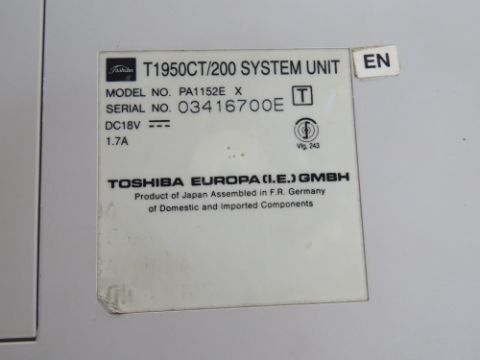 Toshiba T1950CT/200 SYSTEM UNIT
EN
MODEL NO. PA1152E X
T
SERIAL NO. 03416700E
DC18V
1.7A
Vfg. 243
TOSHIBA EUROPA(I.E.)GMBH
Product of Japan Assembled in F.R. Germany
of Domestic and Imported Components